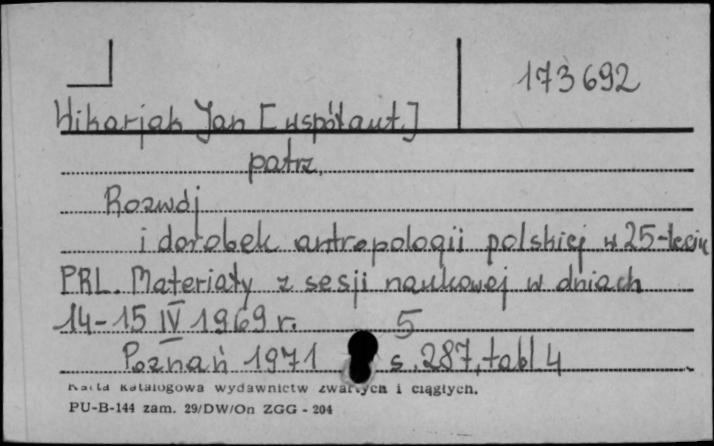 173692
Wikarjak Jan [współaut.]
patrz
Rozwój
i dorobek antropologii polskiej w 25-leciu
PRL. Materiały z sesji naukowej w dniach
14-15 IV 1969 r. 5
Poznań 1971 s. 287, tabl 4
Karta katalogowa wydawnictw zwartych i ciągłych.
PU-B-144 zam. 29/DW/On ZGG - 204